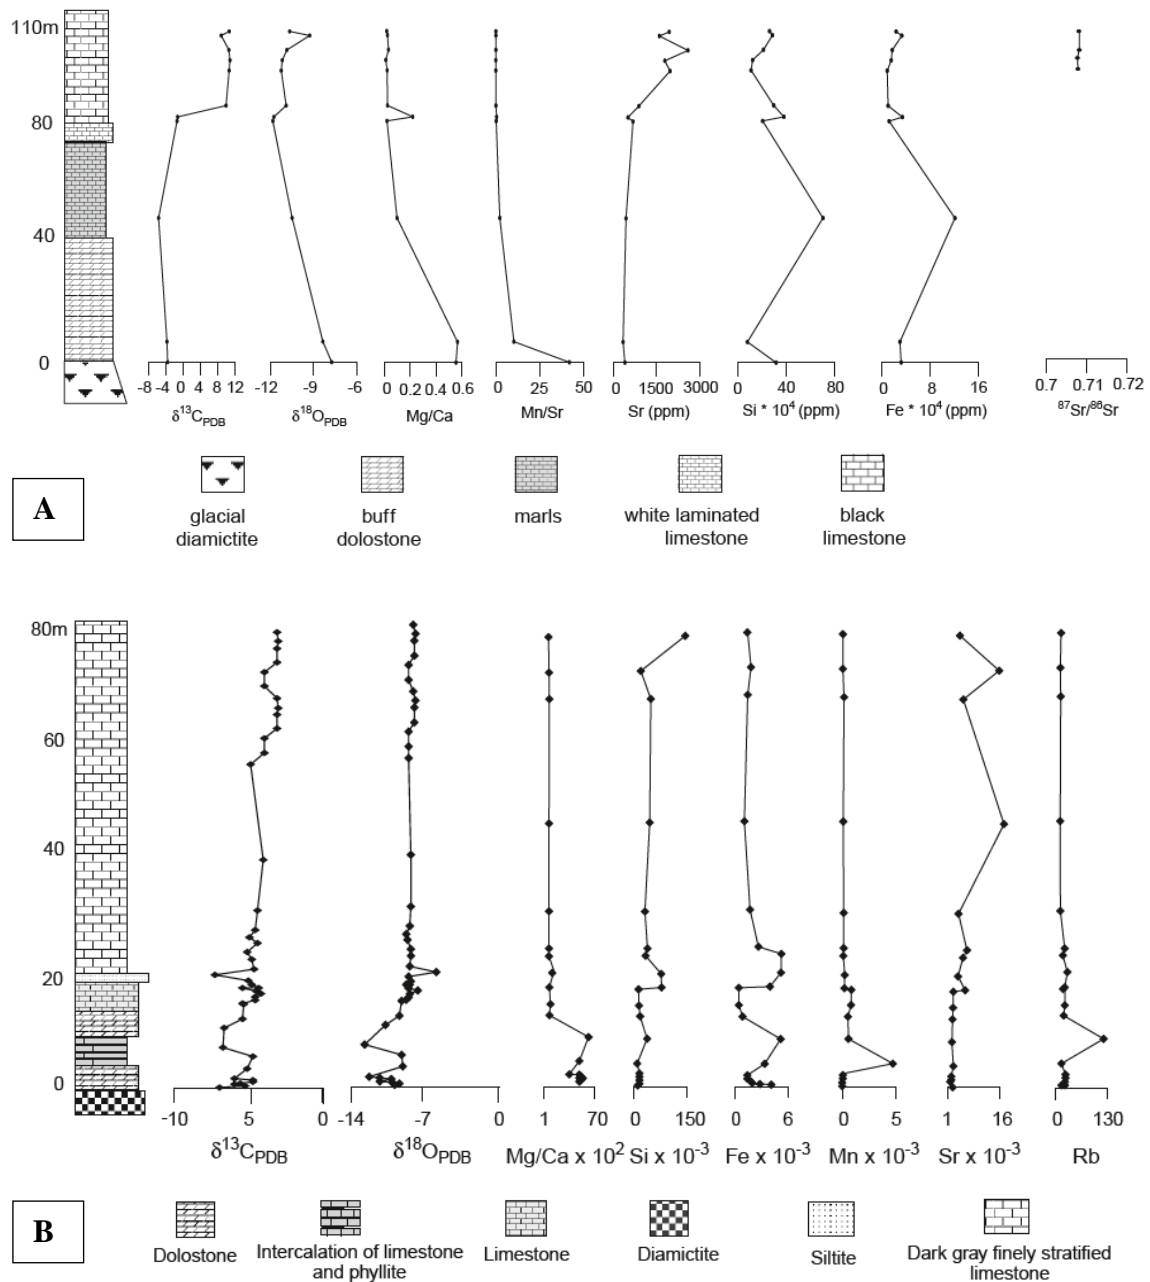 110m
80
40
0
-8 -4 0 4 8 12
δ13CPDB
-12 -9 -6
δ18OPDB
0 0.2 0.4 0.6
Mg/Ca
0 25 50
Mn/Sr
0 1500 3000
Sr (ppm)
0 40 80
Si * 10⁴ (ppm)
0 8 16
Fe * 10⁴ (ppm)
0.7 0.71 0.72
87Sr/86Sr
A
glacial
diamictite
buff
dolostone
marls
white laminated
limestone
black
limestone
80m
60
40
20
0
-10 5 0
δ13CPDB
-14 -7 0
δ18OPDB
1 70
Mg/Ca x 10²
0 150
Si x 10⁻³
0 6
Fe x 10⁻³
0 5
Mn x 10⁻³
1 16
Sr x 10⁻³
0 130
Rb
B
Dolostone
Intercalation of limestone
and phyllite
Limestone
Diamictite
Siltite
Dark gray finely stratified
limestone